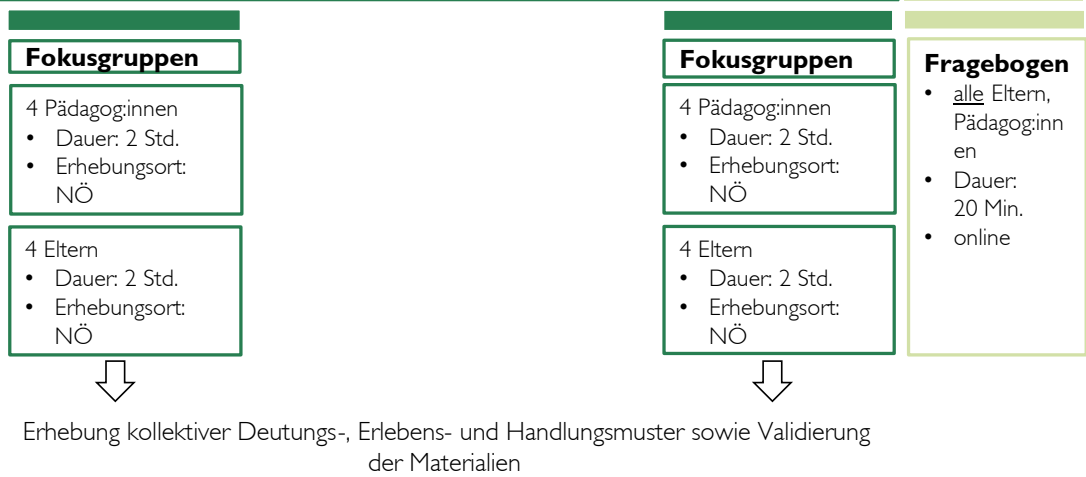 Fokusgruppen
4 Pädagog:innen
• Dauer: 2 Std.
• Erhebungsort:
NÖ
4 Eltern
• Dauer: 2 Std.
• Erhebungsort:
NÖ
Fokusgruppen
4 Pädagog:innen
• Dauer: 2 Std.
• Erhebungsort:
NÖ
4 Eltern
• Dauer: 2 Std.
• Erhebungsort:
NÖ
Fragebogen
• alle Eltern,
Pädagog:inn
en
• Dauer:
20 Min.
• online
Erhebung kollektiver Deutungs-, Erlebens- und Handlungsmuster sowie Validierung
der Materialien